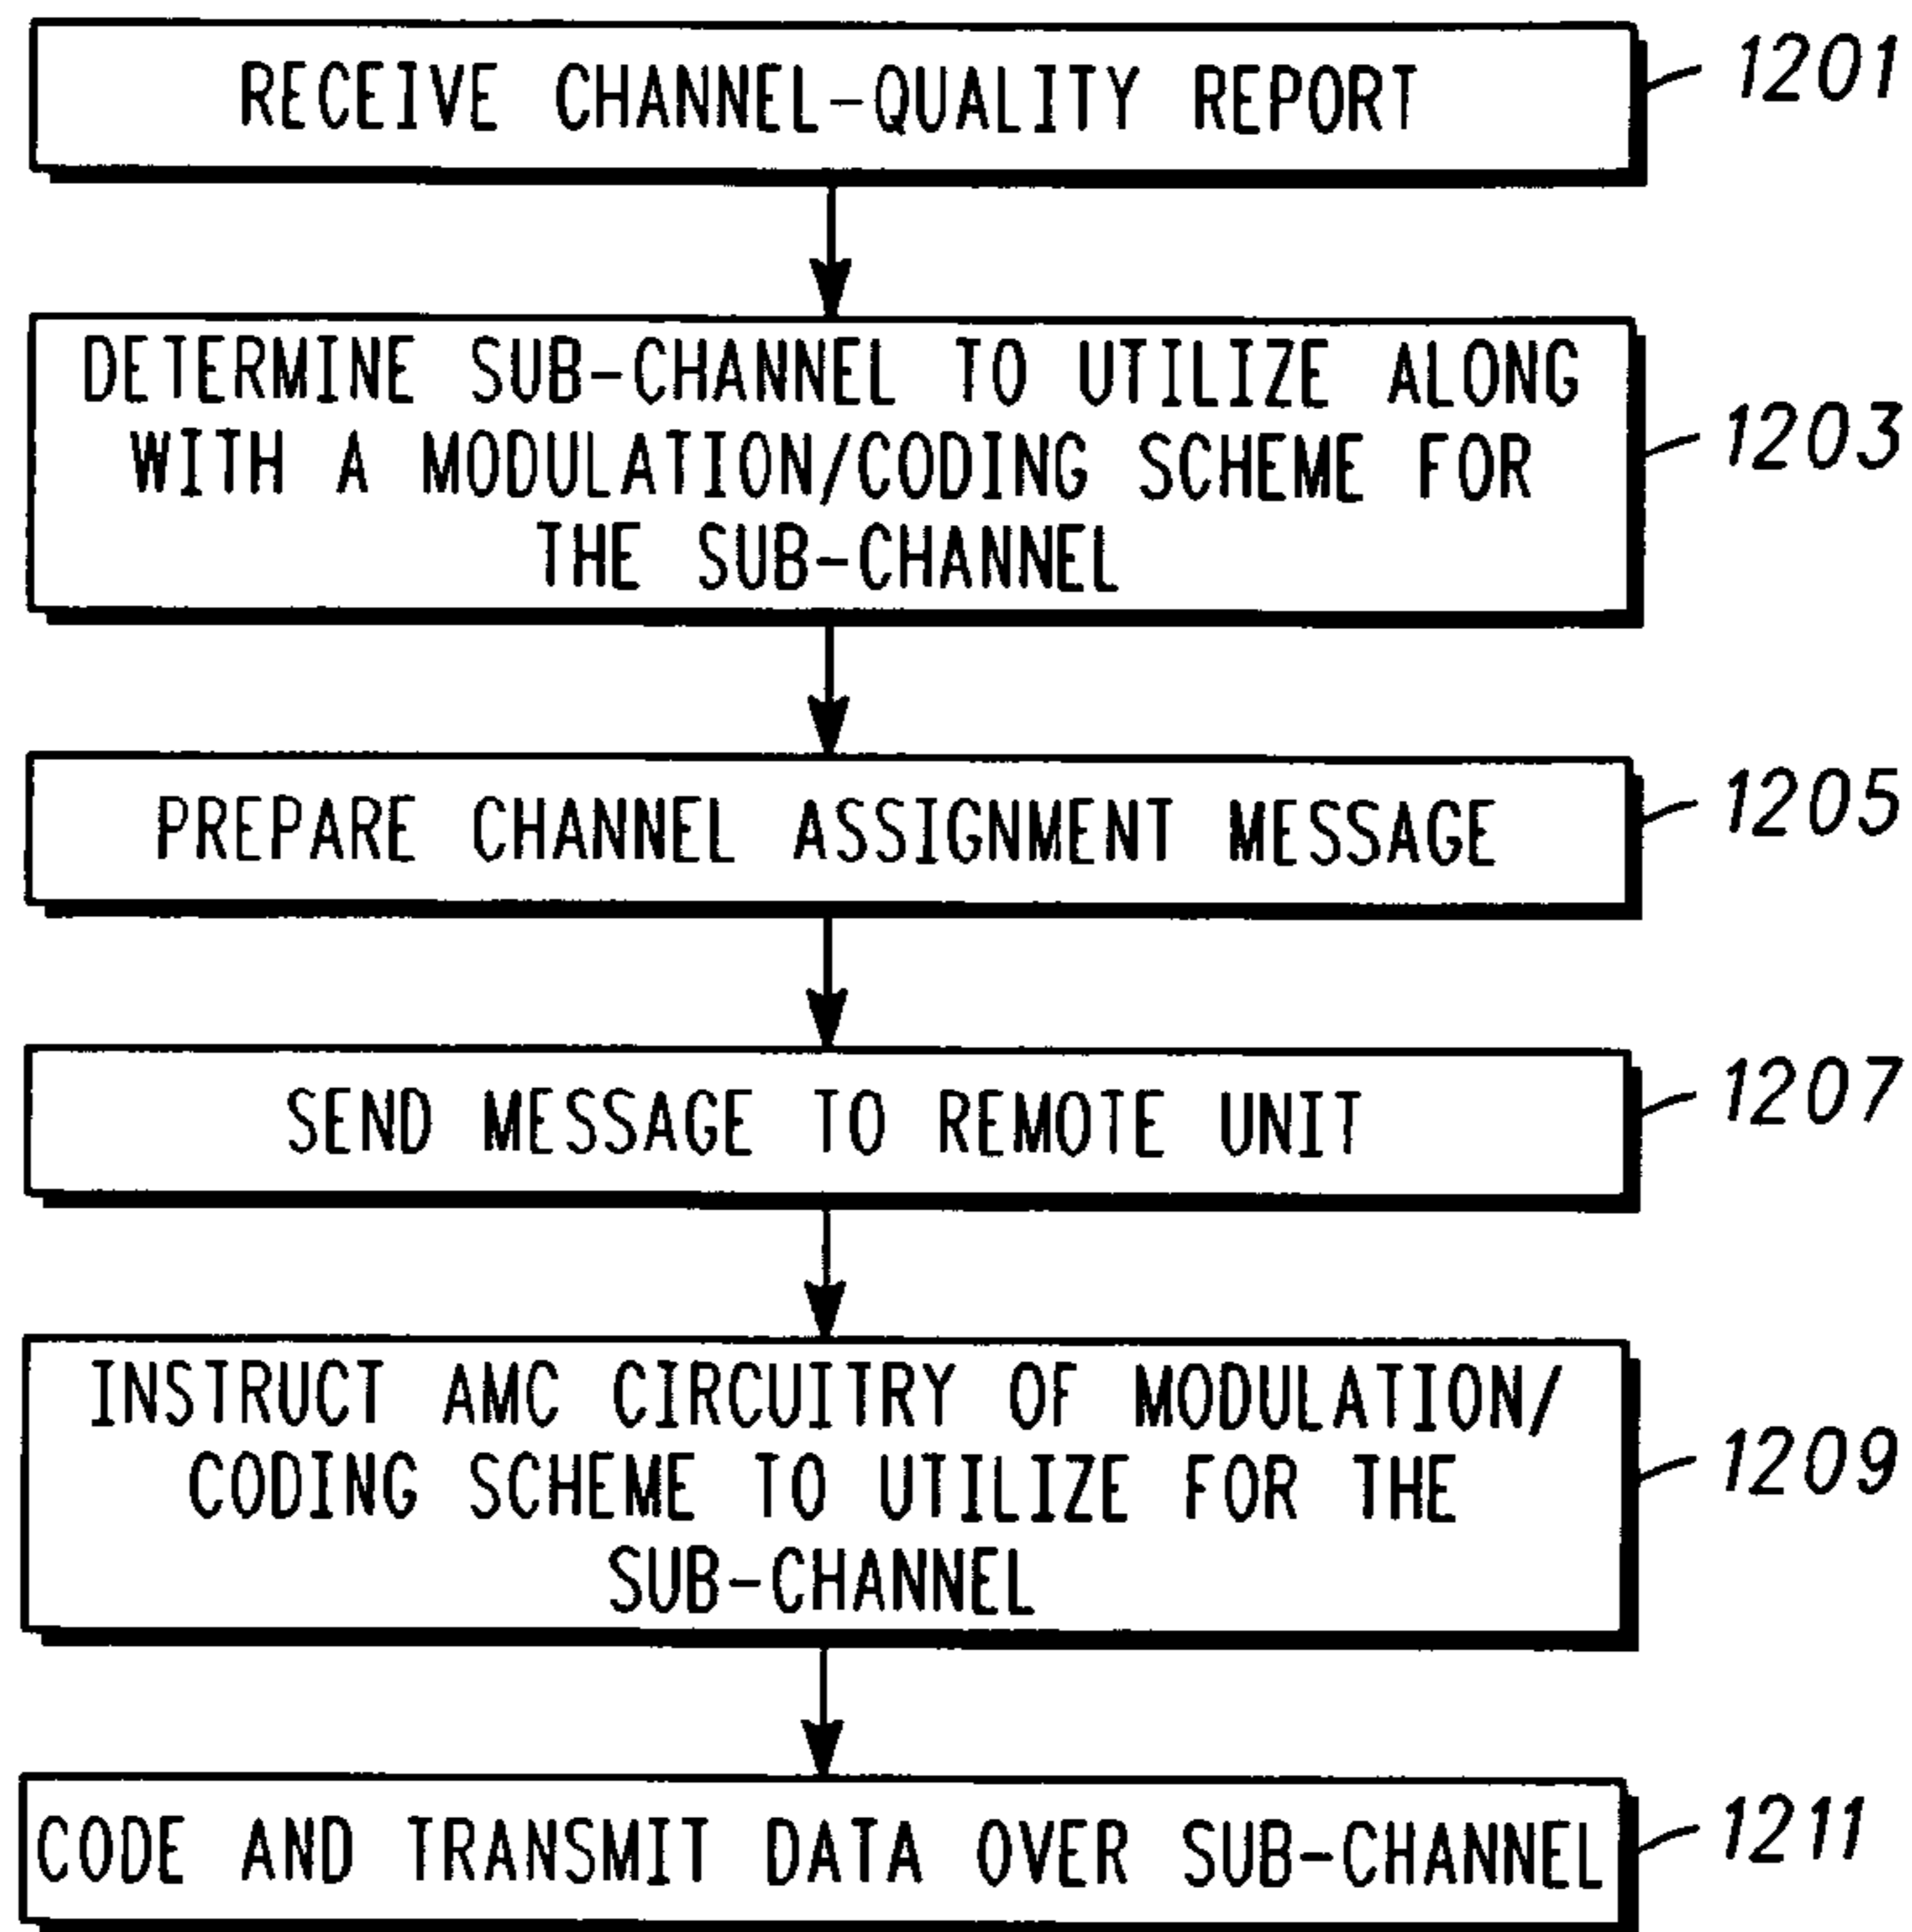 RECEIVE CHANNEL-QUALITY REPORT
1201
DETERMINE SUB-CHANNEL TO UTILIZE ALONG
WITH A MODULATION/CODING SCHEME FOR
THE SUB-CHANNEL
1203
PREPARE CHANNEL ASSIGNMENT MESSAGE
1205
SEND MESSAGE TO REMOTE UNIT
1207
INSTRUCT AMC CIRCUITRY OF MODULATION/
CODING SCHEME TO UTILIZE FOR THE
SUB-CHANNEL
1209
CODE AND TRANSMIT DATA OVER SUB-CHANNEL
1211